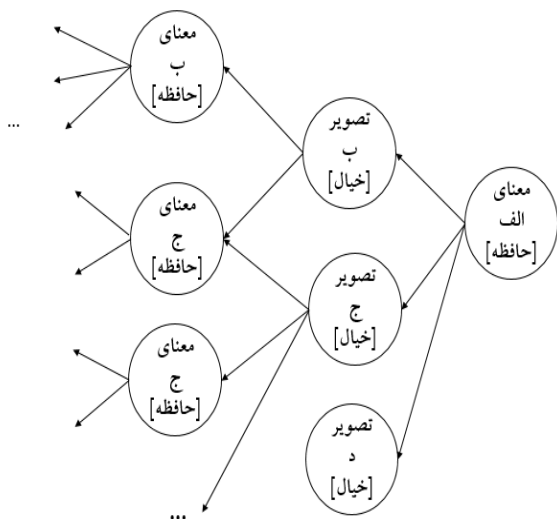 معنای
الف
[حافظه]
تصویر
ب
[خیال]
تصویر
ج
[خیال]
تصویر
د
[خیال]
معنای
ب
[حافظه]
معنای
ج
[حافظه]
معنای
ج
[حافظه]
...
...